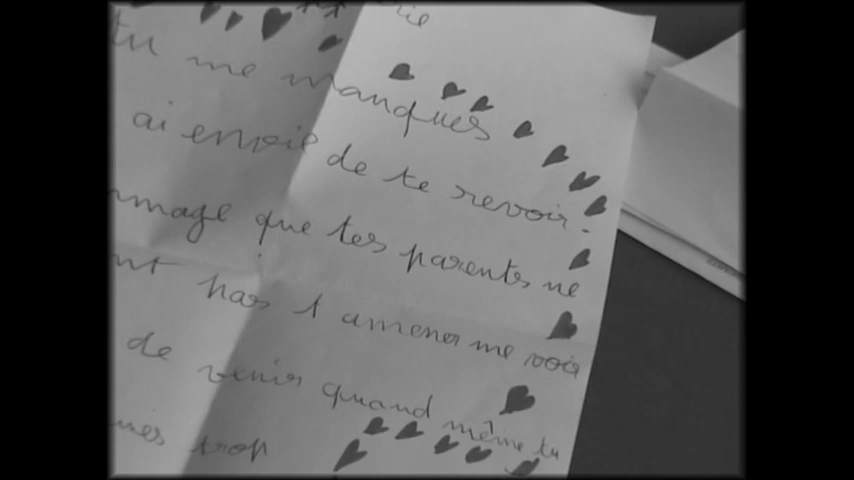 tu me manques
ai envie de te revoir.
mmage que tes parents ne
nt pas t amener me voir
de venir quand même tu
ues trop